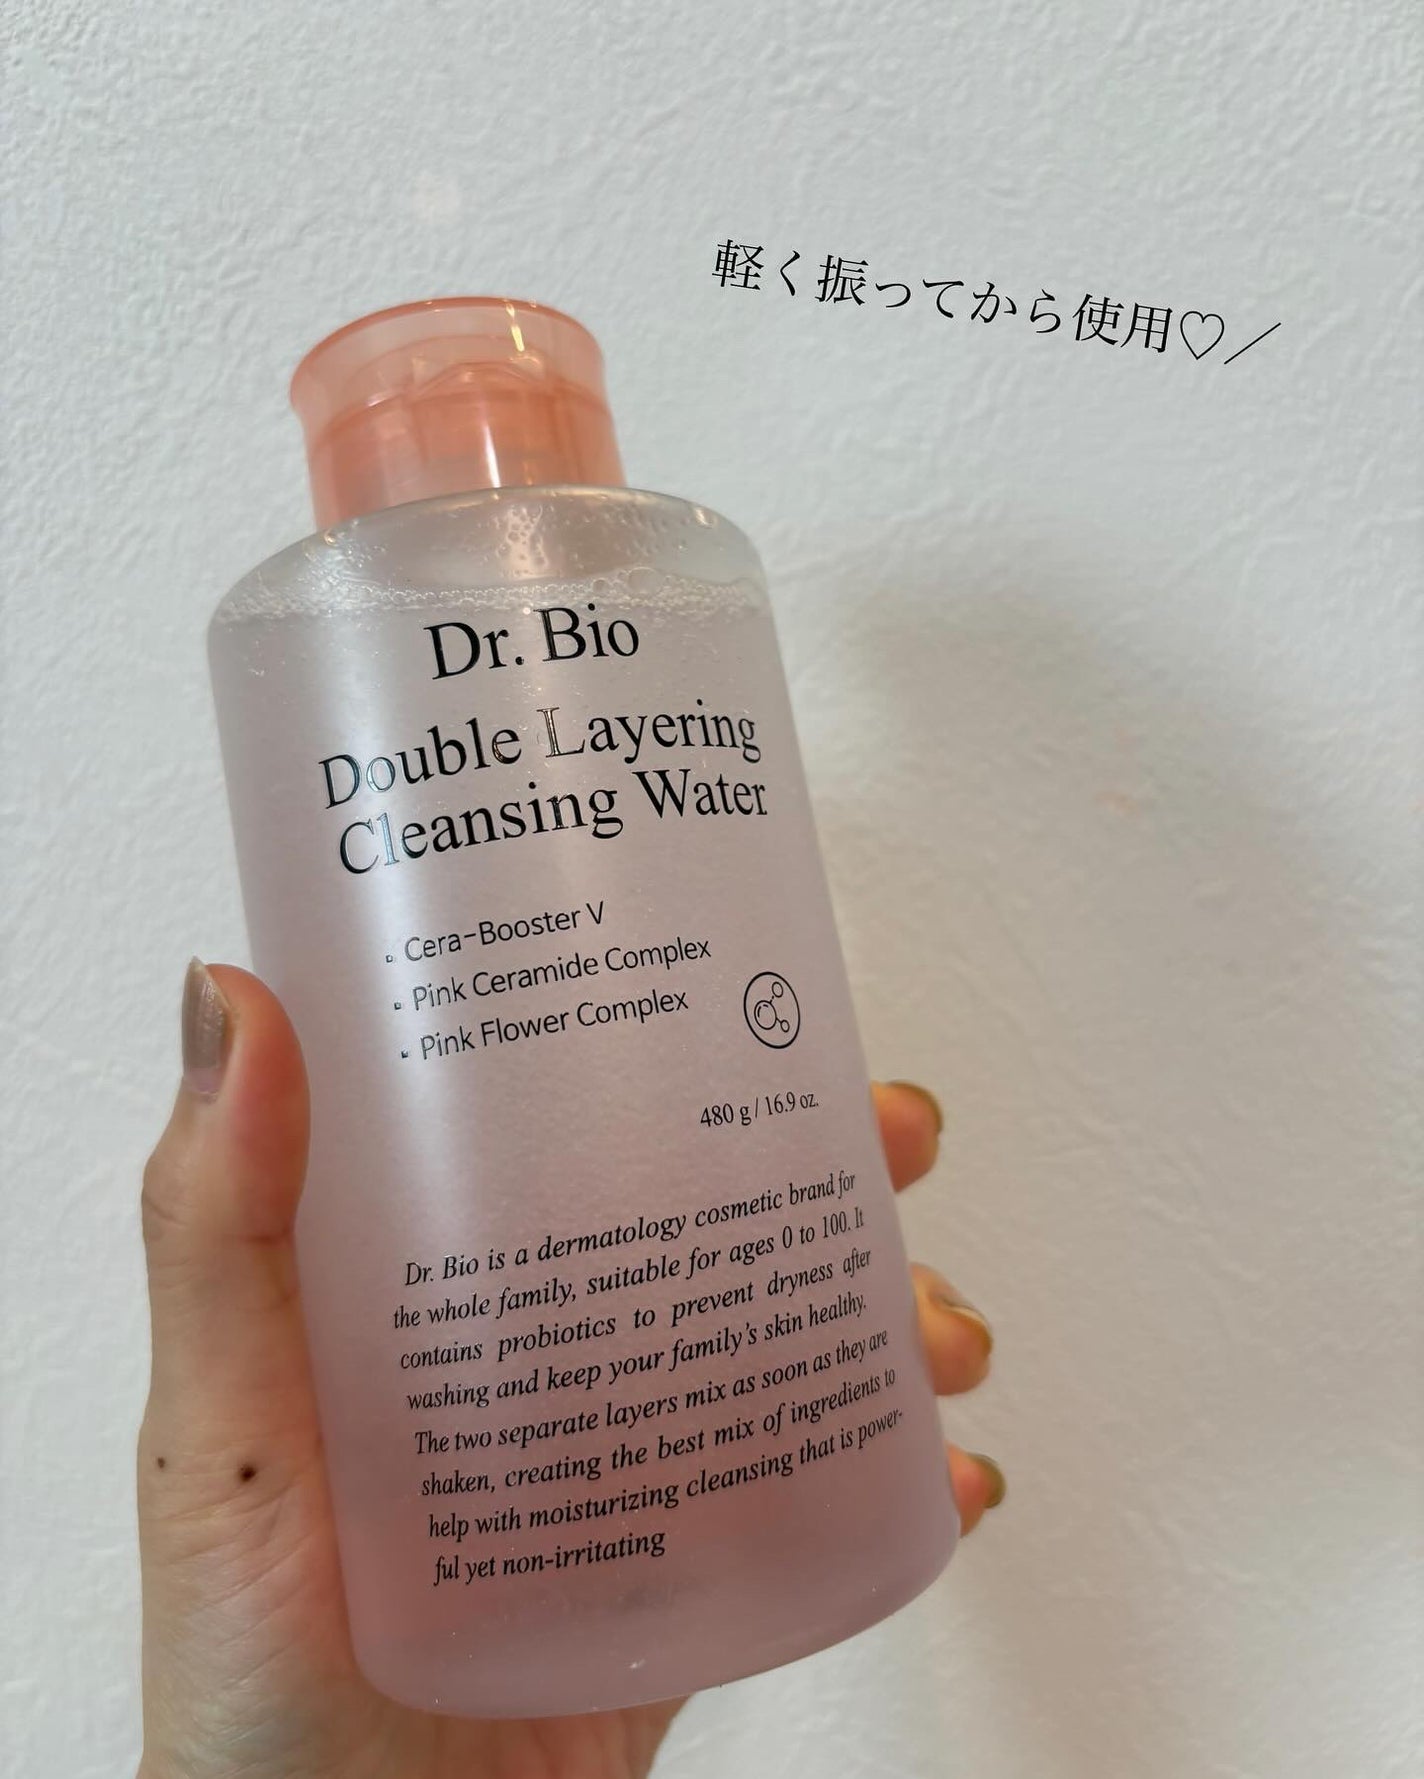 軽く振ってから使用♡／
Dr. Bio
Double Layering
Cleansing Water
Cera-Booster V
Pink Ceramide Complex
Pink Flower Complex
480 g / 16.9 oz.
Dr. Bio is a dermatology cosmetic brand for
the whole family, suitable for ages 0 to 100. It
contains probiotics to prevent dryness after
washing and keep your family's skin healthy.
The two separate layers mix as soon as they are
shaken, creating the best mix of ingredients to
help with moisturizing cleansing that is power-
ful yet non-irritating